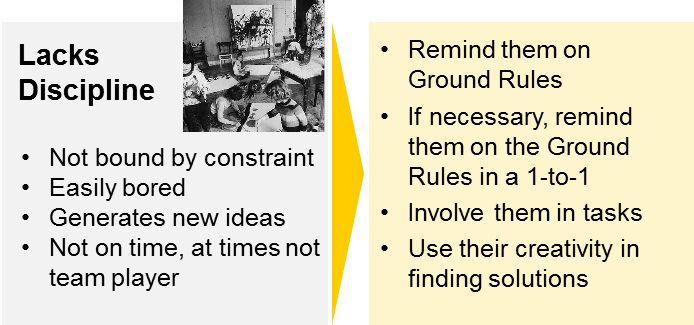 Lacks
Discipline
• Not bound by constraint
• Easily bored
• Generates new ideas
• Not on time, at times not
team player
• Remind them on
Ground Rules
• If necessary, remind
them on the Ground
Rules in a 1-to-1
• Involve them in tasks
• Use their creativity in
finding solutions